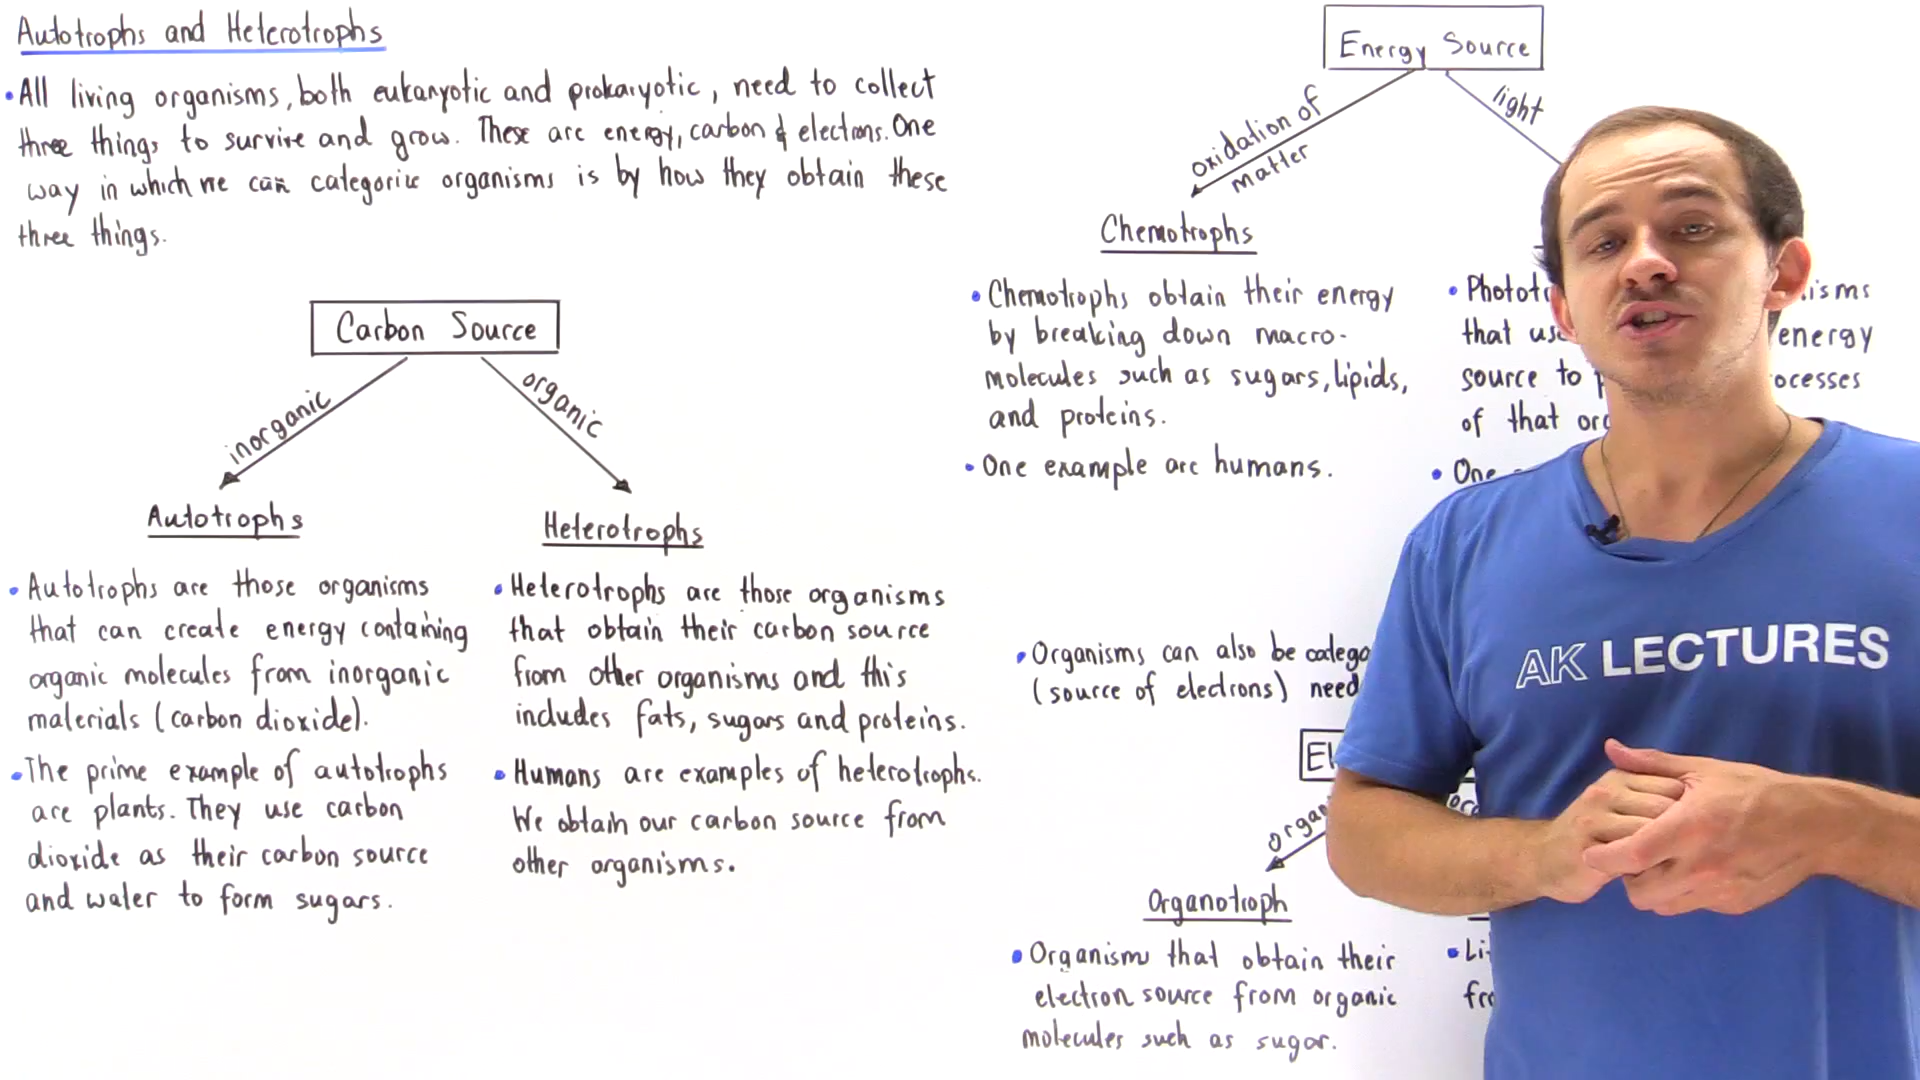 Autotrophs and Heterotrophs
•All living organisms, both eukaryotic and prokaryotic, need to collect
three things to survive and grow. These are energy, carbon & electrons. One
way in which we can categorize organisms is by how they obtain these
three things.
Carbon Source
inorganic
organic
Autotrophs
• Autotrophs are those organisms
that can create energy containing
organic molecules from inorganic
materials (carbon dioxide).
•The prime example of autotrophs
are plants. They use carbon
dioxide as their carbon source
and water to form sugars.
Heterotrophs
• Heterotrophs are those organisms
that obtain their carbon source
from other organisms and this
includes fats, sugars and proteins.
• Humans are examples of heterotrophs.
We obtain our carbon source from
other organisms.
Energy Source
oxidation of
matter
light
Chemotrophs
• Chemotrophs obtain their energy
by breaking down macro-
molecules such as sugars, lipids,
and proteins.
• One example are humans.
•
that energy
source to
of that
• One
• Organisms can also be
(source of electrons) need
Organotroph
• Organism that obtain their
electron source from organic
molecules such as sugar.
•
AK LECTURES